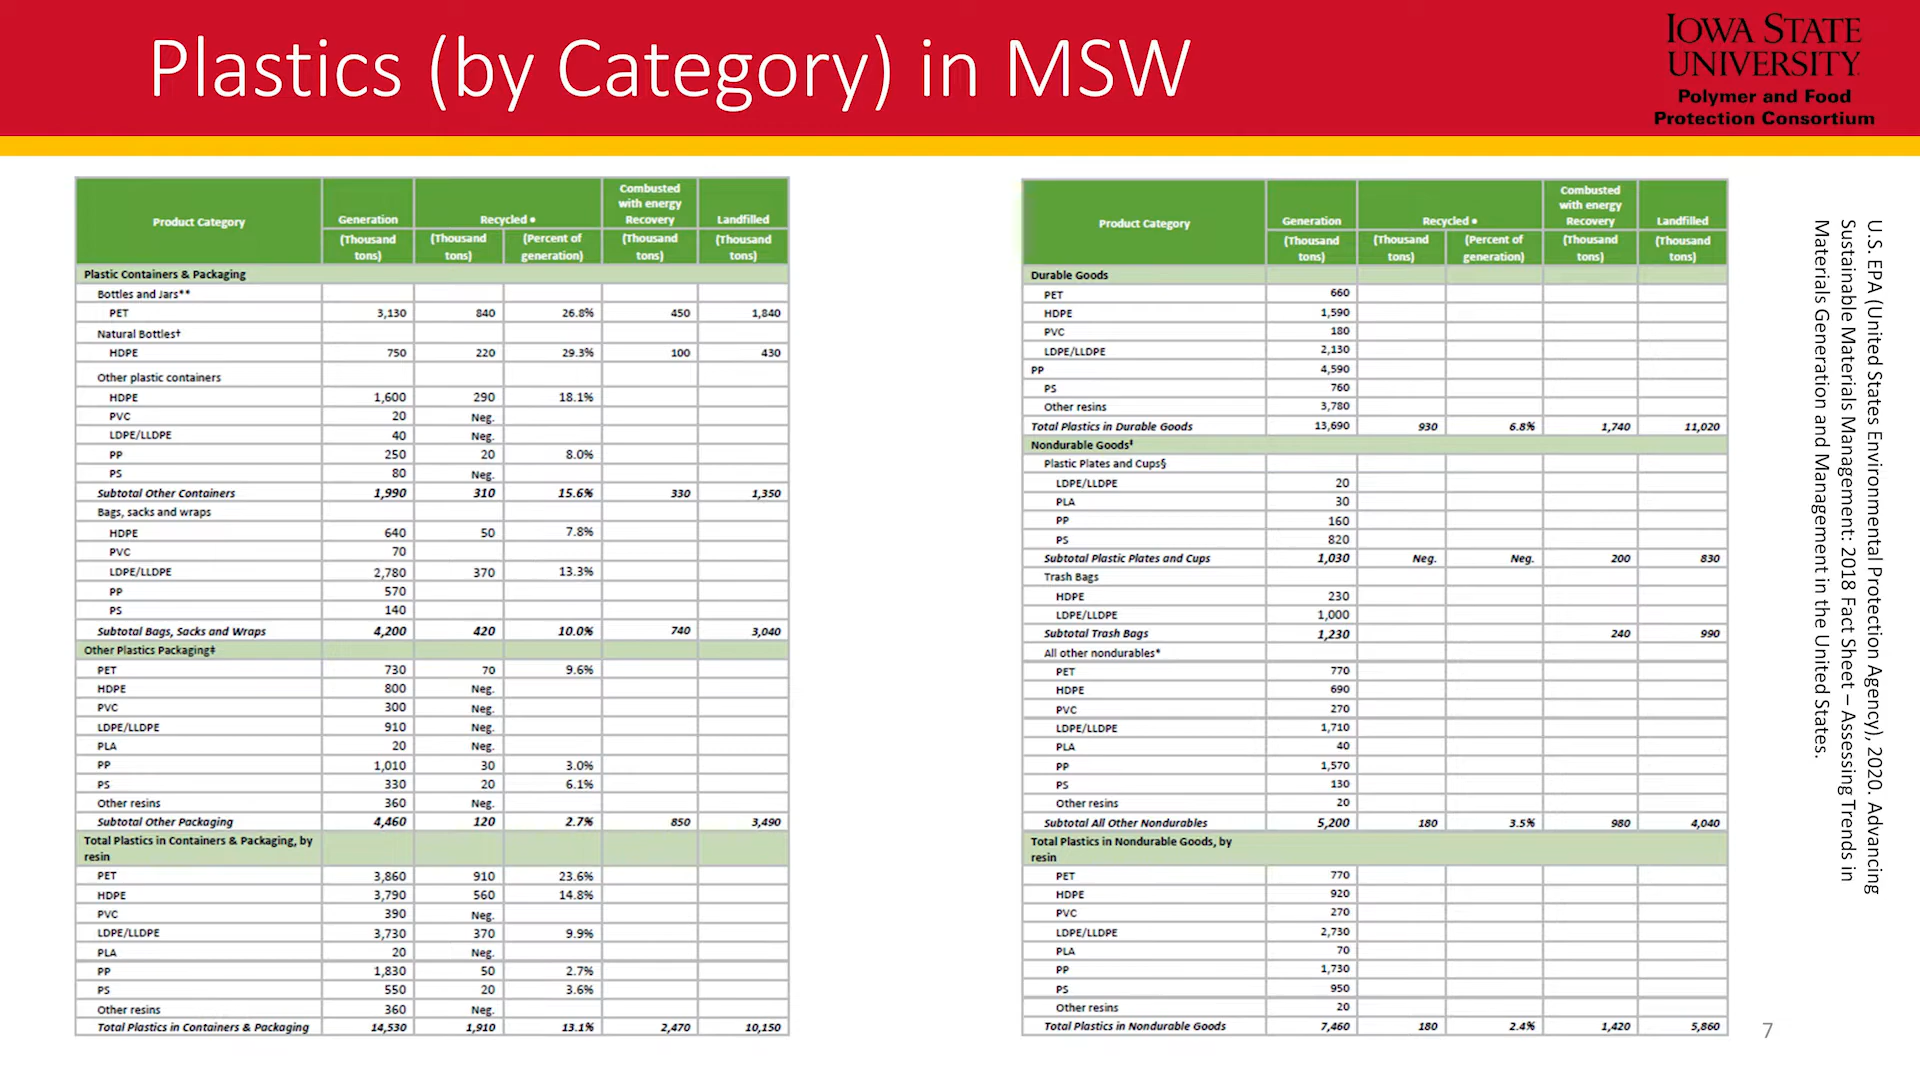 Plastics (by Category) in MSW
IOWA STATE
UNIVERSITY
Polymer and Food
Protection Consortium
Product Category Generation Recycled • Combusted with energy Recovery Landfilled
(Thousand tons) (Thousand tons) (Percent of generation) (Thousand tons) (Thousand tons)
Plastic Containers & Packaging
Bottles and Jars**
PET 3,130 840 26.8% 450 1,840
Natural Bottles†
HDPE 750 220 29.3% 100 430
Other plastic containers
HDPE 1,600 290 18.1%
PVC 20 Neg.
LDPE/LLDPE 40 Neg.
PP 250 20 8.0%
PS 80 Neg.
Subtotal Other Containers 1,990 310 15.6% 330 1,350
Bags, sacks and wraps
HDPE 640 50 7.8%
PVC 70
LDPE/LLDPE 2,780 370 13.3%
PP 570
PS 140
Subtotal Bags, Sacks and Wraps 4,200 420 10.0% 740 3,040
Other Plastics Packaging‡
PET 730 70 9.6%
HDPE 800 Neg.
PVC 300 Neg.
LDPE/LLDPE 910 Neg.
PLA 20 Neg.
PP 1,010 30 3.0%
PS 330 20 6.1%
Other resins 360 Neg.
Subtotal Other Packaging 4,460 120 2.7% 850 3,490
Total Plastics in Containers & Packaging, by
resin
PET 3,860 910 23.6%
HDPE 3,790 560 14.8%
PVC 390 Neg.
LDPE/LLDPE 3,730 370 9.9%
PLA 20 Neg.
PP 1,830 50 2.7%
PS 550 20 3.6%
Other resins 360 Neg.
Total Plastics in Containers & Packaging 14,530 1,910 13.1% 2,470 10,150
Product Category Generation Recycled • Combusted with energy Recovery Landfilled
(Thousand tons) (Thousand tons) (Percent of generation) (Thousand tons) (Thousand tons)
Durable Goods
PET 660
HDPE 1,590
PVC 180
LDPE/LLDPE 2,130
PP 4,590
PS 760
Other resins 3,780
Total Plastics in Durable Goods 13,690 930 6.8% 1,740 11,020
Nondurable Goods‡
Plastic Plates and Cups§
LDPE/LLDPE 20
PLA 30
PP 160
PS 820
Subtotal Plastic Plates and Cups 1,030 Neg. Neg. 200 830
Trash Bags
HDPE 230
LDPE/LLDPE 1,000
Subtotal Trash Bags 1,230 240 990
All other nondurables*
PET 770
HDPE 690
PVC 270
LDPE/LLDPE 1,710
PLA 40
PP 1,570
PS 130
Other resins 20
Subtotal All Other Nondurables 5,200 180 3.5% 980 4,040
Total Plastics in Nondurable Goods, by
resin
PET 770
HDPE 920
PVC 270
LDPE/LLDPE 2,730
PLA 70
PP 1,730
PS 950
Other resins 20
Total Plastics in Nondurable Goods 7,460 180 2.4% 1,420 5,860
U.S. EPA (United States Environmental Protection Agency), 2020. Advancing
Sustainable Materials Management: 2018 Fact Sheet – Assessing Trends in
Materials Generation and Management in the United States.
7